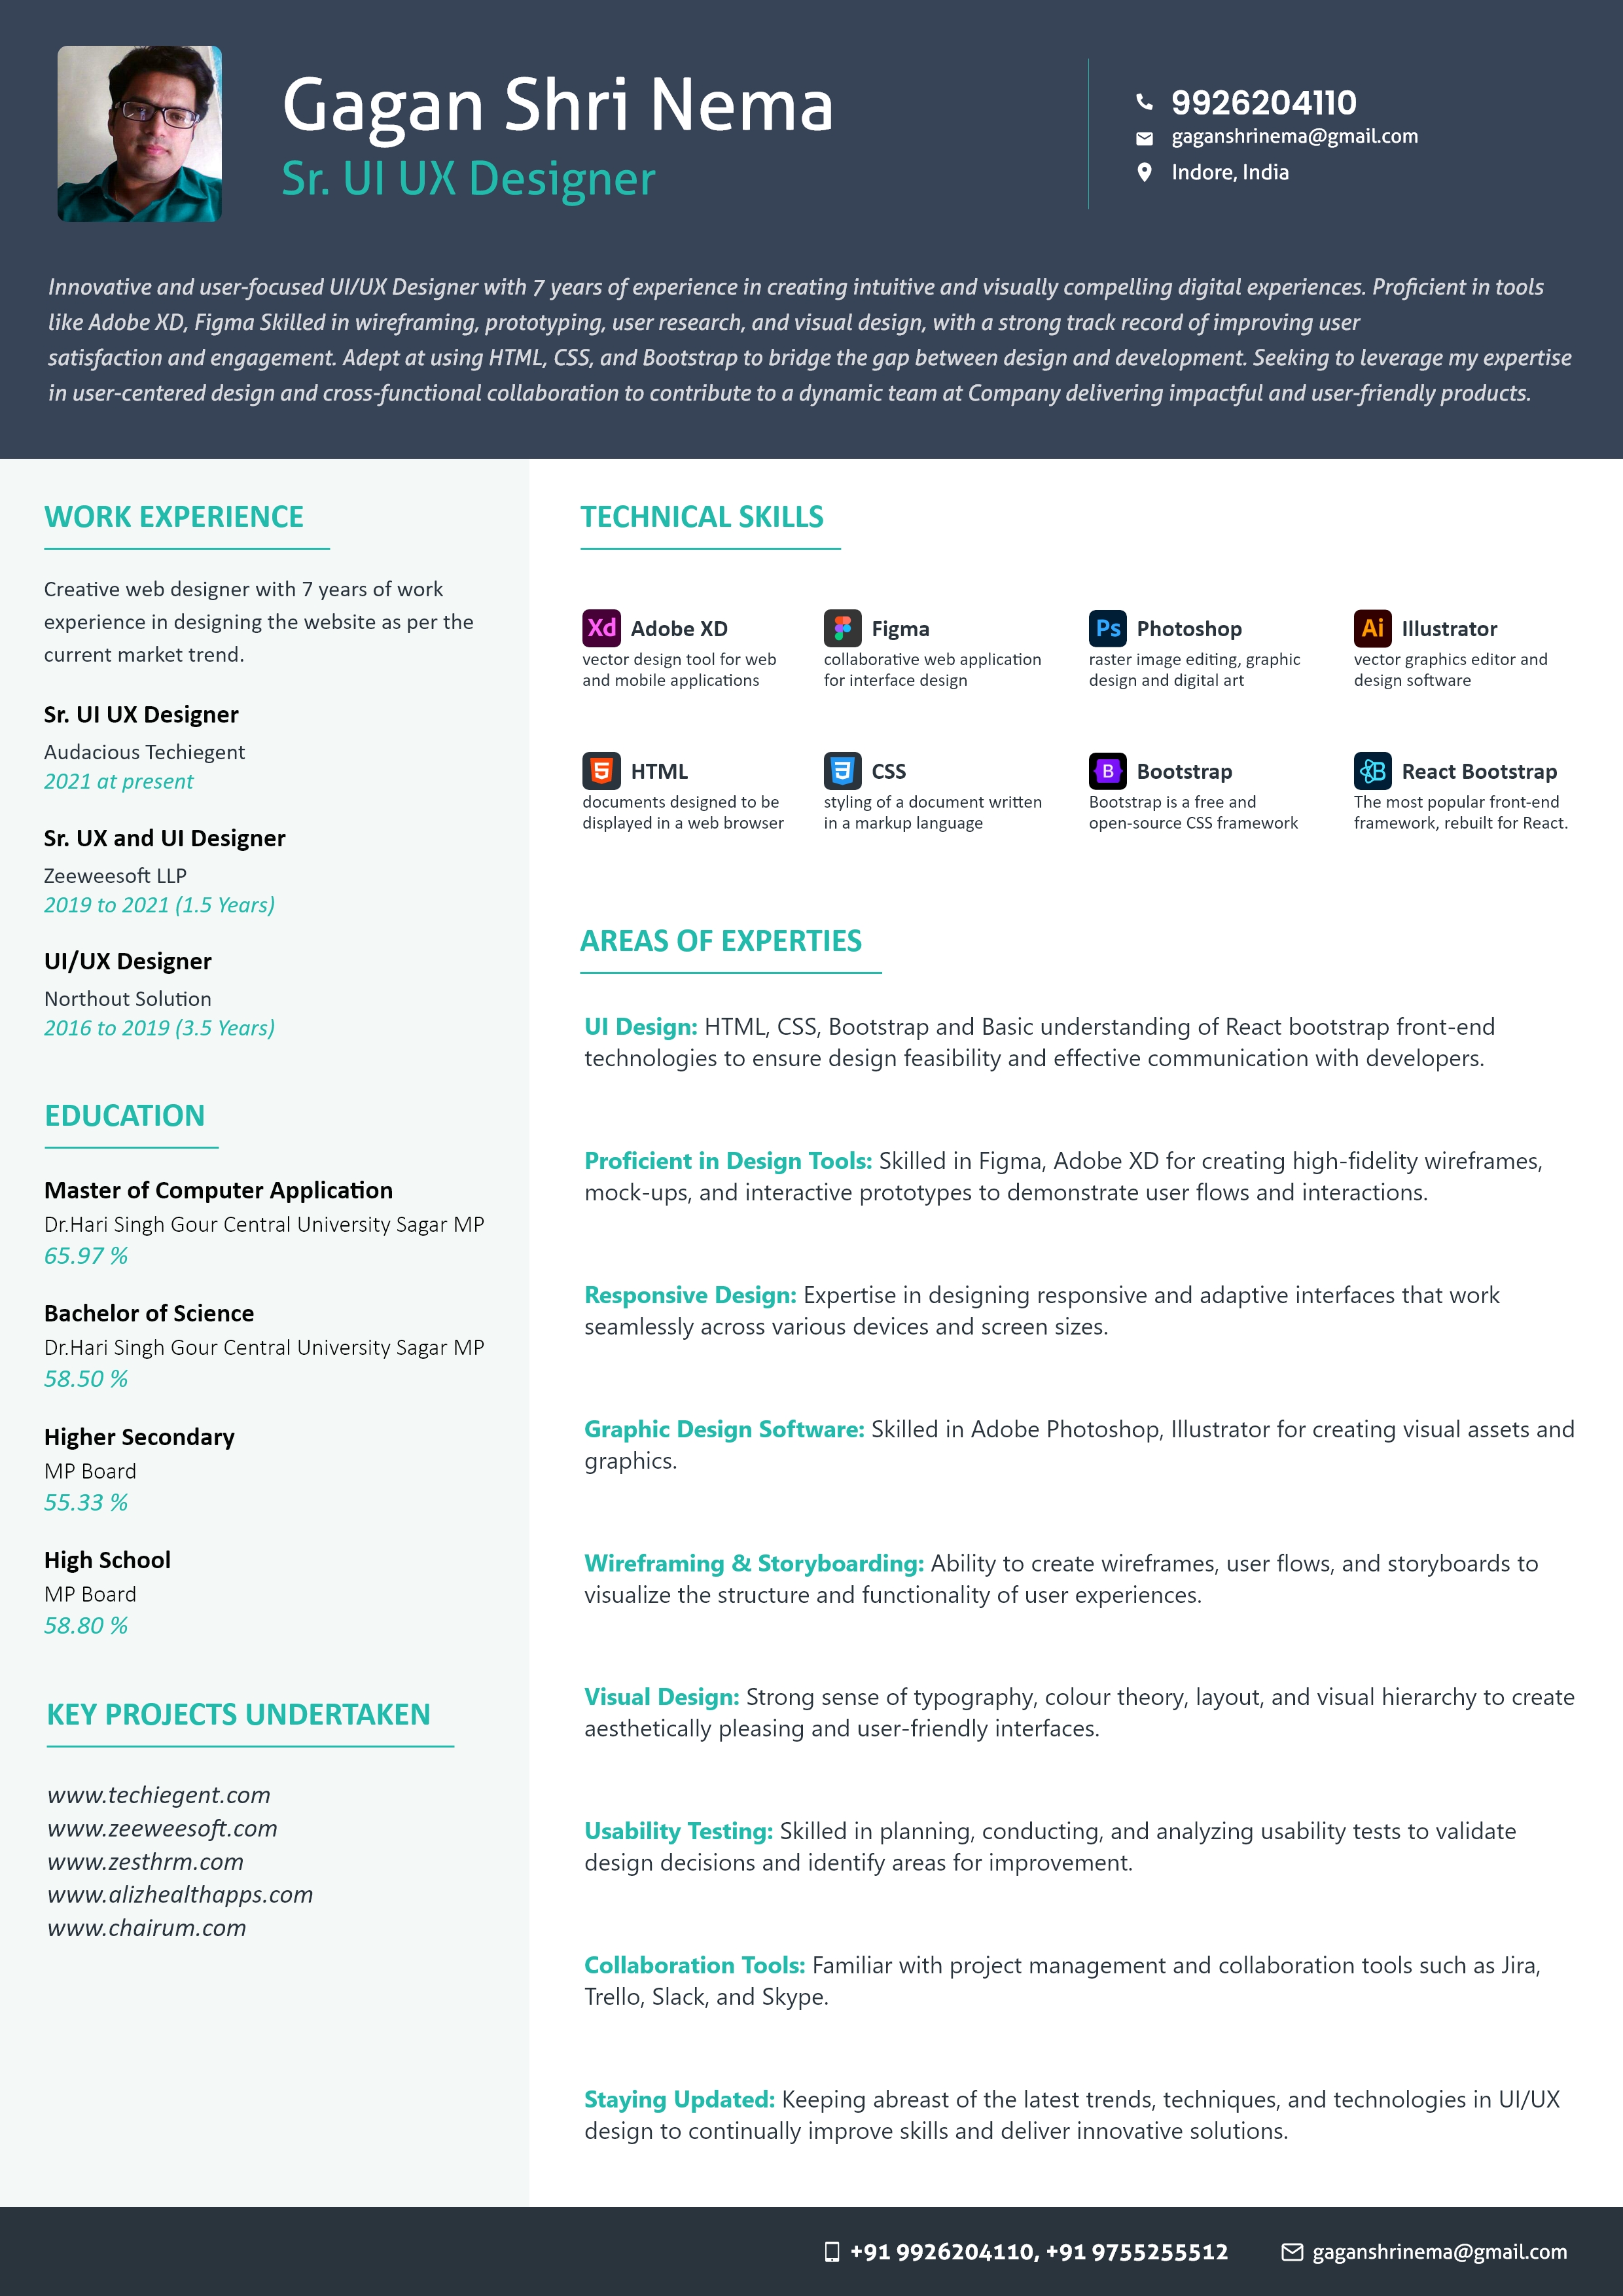 Gagan Shri Nema
Sr. UI UX Designer
9926204110
gaganshrinema@gmail.com
Indore, India
Innovative and user-focused UI/UX Designer with 7 years of experience in creating intuitive and visually compelling digital experiences. Proficient in tools
like Adobe XD, Figma Skilled in wireframing, prototyping, user research, and visual design, with a strong track record of improving user
satisfaction and engagement. Adept at using HTML, CSS, and Bootstrap to bridge the gap between design and development. Seeking to leverage my expertise
in user-centered design and cross-functional collaboration to contribute to a dynamic team at Company delivering impactful and user-friendly products.
WORK EXPERIENCE
Creative web designer with 7 years of work
experience in designing the website as per the
current market trend.
Sr. UI UX Designer
Audacious Techiegent
2021 at present
Sr. UX and UI Designer
Zeeweesoft LLP
2019 to 2021 (1.5 Years)
UI/UX Designer
Northout Solution
2016 to 2019 (3.5 Years)
EDUCATION
Master of Computer Application
Dr.Hari Singh Gour Central University Sagar MP
65.97 %
Bachelor of Science
Dr.Hari Singh Gour Central University Sagar MP
58.50 %
Higher Secondary
MP Board
55.33 %
High School
MP Board
58.80 %
KEY PROJECTS UNDERTAKEN
www.techiegent.com
www.zeeweesoft.com
www.zesthrm.com
www.alizhealthapps.com
www.chairum.com
TECHNICAL SKILLS
Xd Adobe XD
vector design tool for web
and mobile applications
Figma
collaborative web application
for interface design
Ps Photoshop
raster image editing, graphic
design and digital art
Ai Illustrator
vector graphics editor and
design software
5 HTML
documents designed to be
displayed in a web browser
3 CSS
styling of a document written
in a markup language
B Bootstrap
Bootstrap is a free and
open-source CSS framework
B React Bootstrap
The most popular front-end
framework, rebuilt for React.
AREAS OF EXPERTIES
UI Design: HTML, CSS, Bootstrap and Basic understanding of React bootstrap front-end
technologies to ensure design feasibility and effective communication with developers.
Proficient in Design Tools: Skilled in Figma, Adobe XD for creating high-fidelity wireframes,
mock-ups, and interactive prototypes to demonstrate user flows and interactions.
Responsive Design: Expertise in designing responsive and adaptive interfaces that work
seamlessly across various devices and screen sizes.
Graphic Design Software: Skilled in Adobe Photoshop, Illustrator for creating visual assets and
graphics.
Wireframing & Storyboarding: Ability to create wireframes, user flows, and storyboards to
visualize the structure and functionality of user experiences.
Visual Design: Strong sense of typography, colour theory, layout, and visual hierarchy to create
aesthetically pleasing and user-friendly interfaces.
Usability Testing: Skilled in planning, conducting, and analyzing usability tests to validate
design decisions and identify areas for improvement.
Collaboration Tools: Familiar with project management and collaboration tools such as Jira,
Trello, Slack, and Skype.
Staying Updated: Keeping abreast of the latest trends, techniques, and technologies in UI/UX
design to continually improve skills and deliver innovative solutions.
+91 9926204110, +91 9755255512
gaganshrinema@gmail.com